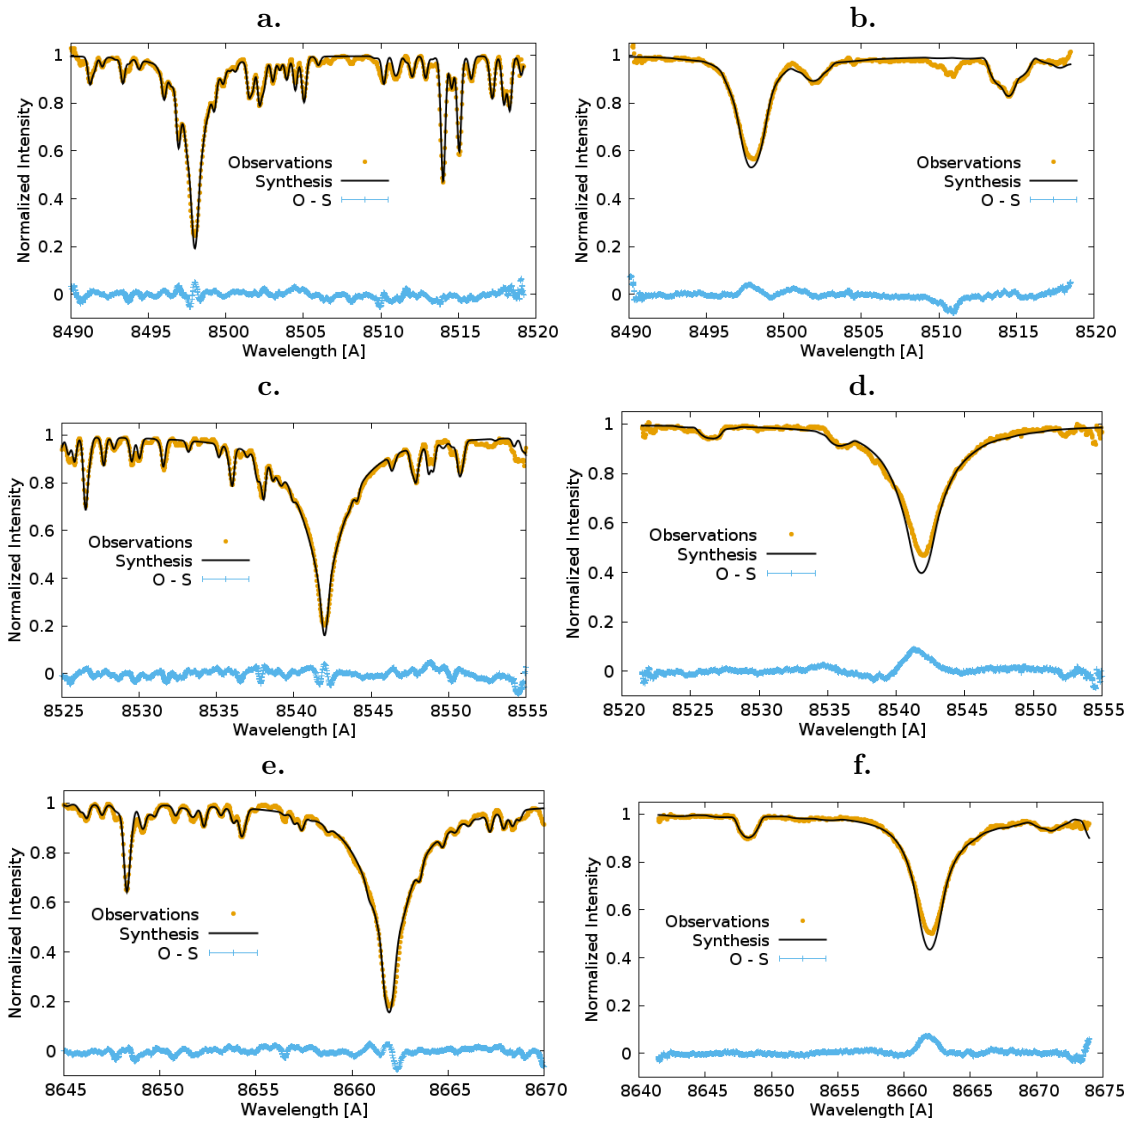 a.
1
0.8
0.6
0.4
0.2
0
Normalized Intensity
Observations
Synthesis
O - S
8490 8495 8500 8505 8510 8515 8520
Wavelength [A]
b.
1
0.8
0.6
0.4
0.2
0
Normalized Intensity
Observations
Synthesis
O - S
8490 8495 8500 8505 8510 8515 8520
Wavelength [A]
c.
1
0.8
0.6
0.4
0.2
0
Normalized Intensity
Observations
Synthesis
O - S
8525 8530 8535 8540 8545 8550 8555
Wavelength [A]
d.
1
0.8
0.6
0.4
0.2
0
Normalized Intensity
Observations
Synthesis
O - S
8520 8525 8530 8535 8540 8545 8550 8555
Wavelength [A]
e.
1
0.8
0.6
0.4
0.2
0
Normalized Intensity
Observations
Synthesis
O - S
8645 8650 8655 8660 8665 8670
Wavelength [A]
f.
1
0.8
0.6
0.4
0.2
0
Normalized Intensity
Observations
Synthesis
O - S
8640 8645 8650 8655 8660 8665 8670 8675
Wavelength [A]